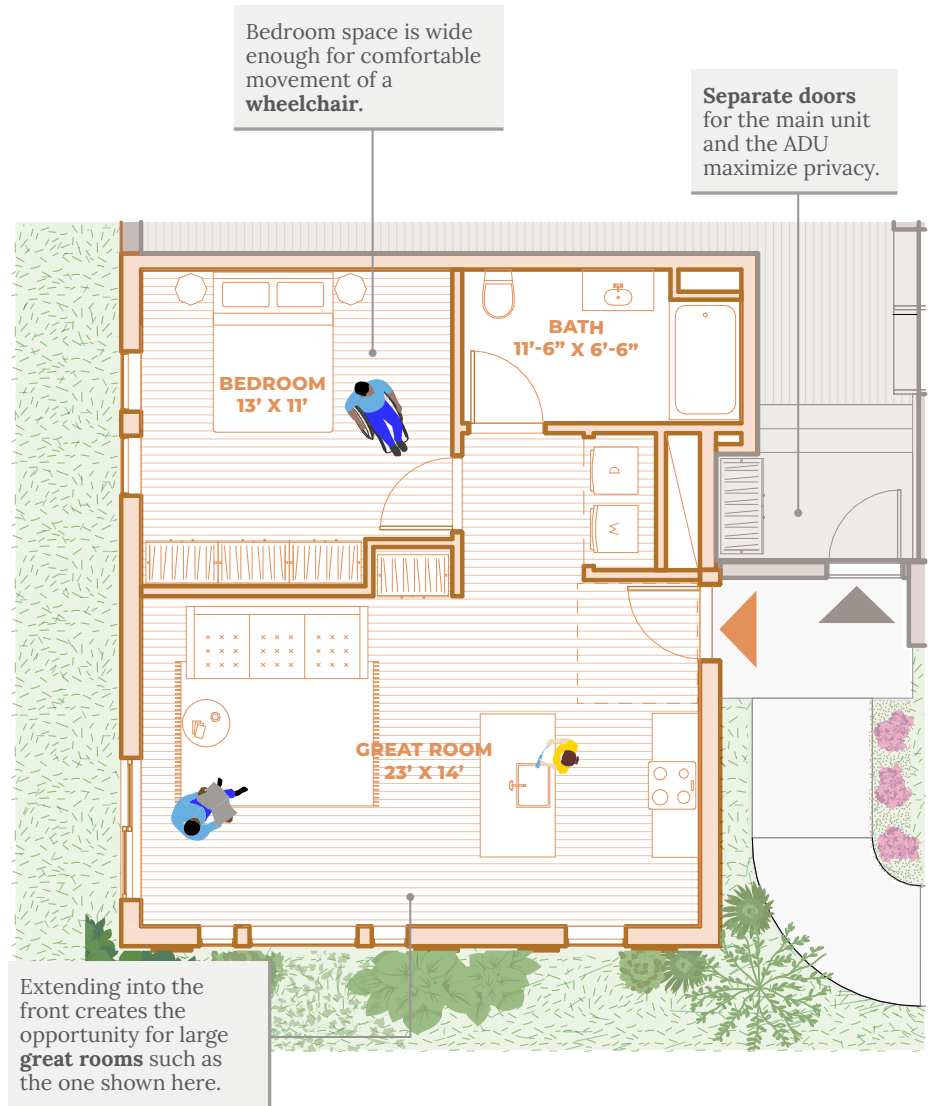 Bedroom space is wide
enough for comfortable
movement of a
wheelchair.
Separate doors
for the main unit
and the ADU
maximize privacy.
BATH
11’-6” X 6’-6”
BEDROOM
13’ X 11’
D
W
GREAT ROOM
23’ X 14’
Extending into the
front creates the
opportunity for large
great rooms such as
the one shown here.